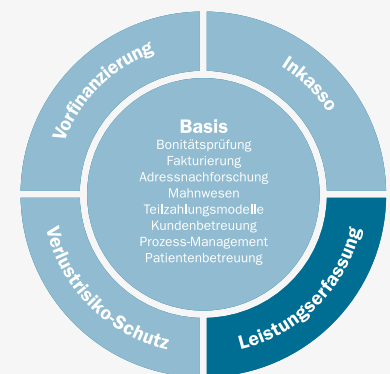 Vorfinanzierung
Inkasso
Basis
Bonitätsprüfung
Fakturierung
Adressnachforschung
Mahnwesen
Teilzahlungsmodelle
Kundenbetreuung
Prozess-Management
Patientenbetreuung
Verlustrisiko-Schutz
Leistungserfassung